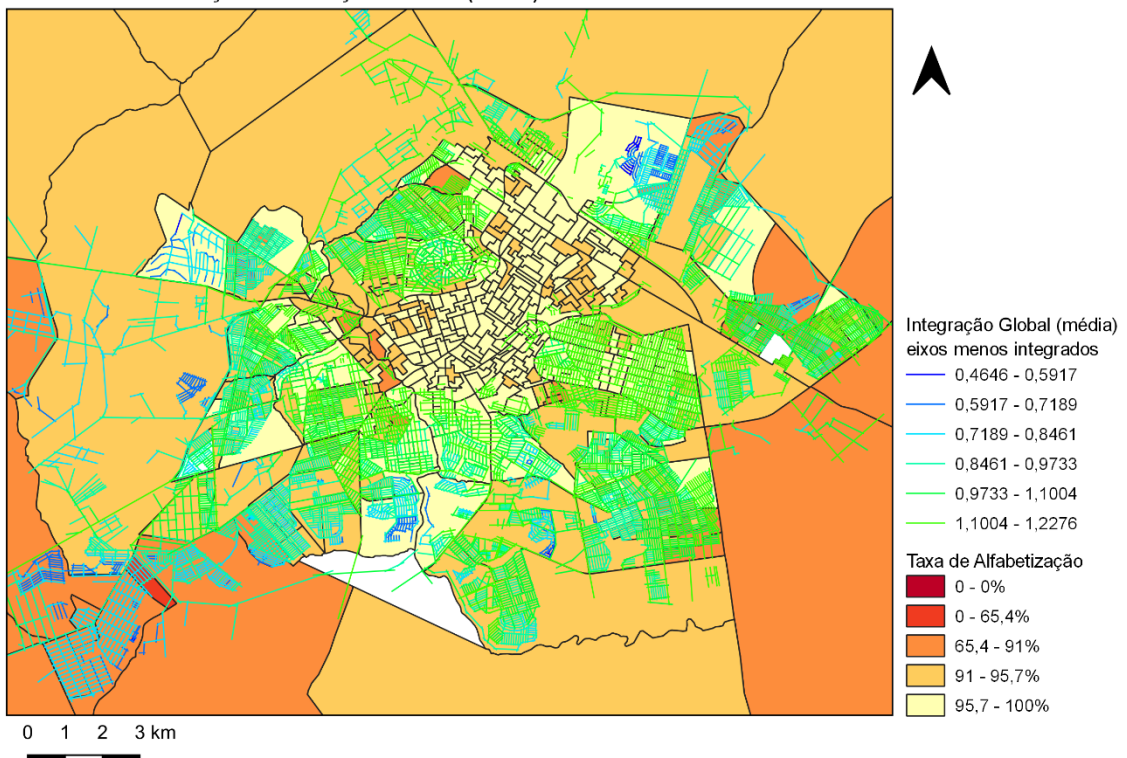 Integração Global (média)
eixos menos integrados
0,4646 - 0,5917
0,5917 - 0,7189
0,7189 - 0,8461
0,8461 - 0,9733
0,9733 - 1,1004
1,1004 - 1,2276
Taxa de Alfabetização
0 - 0%
0 - 65,4%
65,4 - 91%
91 - 95,7%
95,7 - 100%
0 1 2 3 km